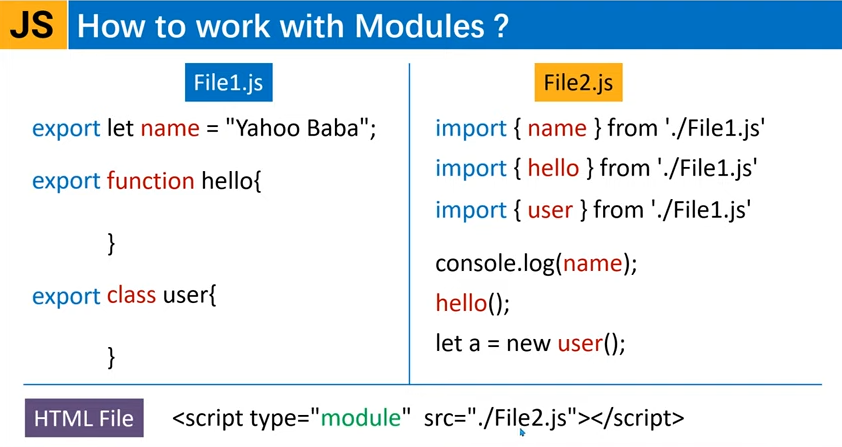 JS How to work with Modules ?
File1.js
export let name = "Yahoo Baba";
export function hello{
}
export class user{
}
File2.js
import { name } from './File1.js'
import { hello } from './File1.js'
import { user } from './File1.js'
console.log(name);
hello();
let a = new user();
HTML File <script type="module" src="./File2.js"></script>